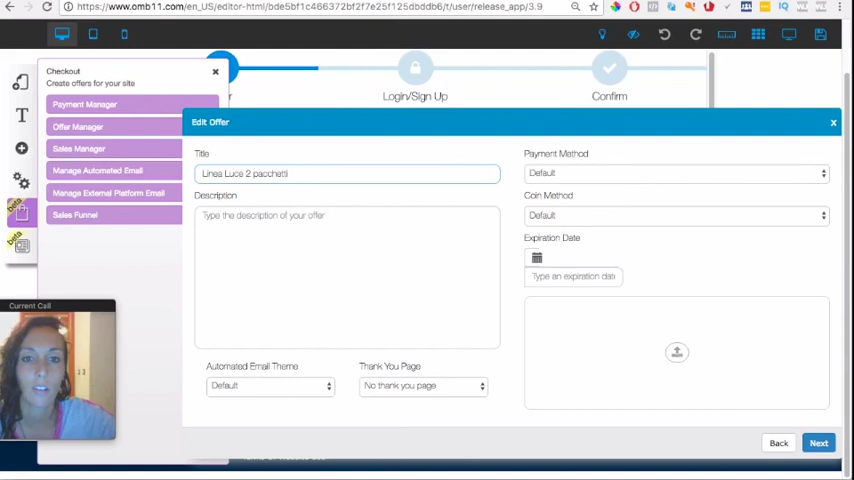 https://www.omb11.com/en_US/editor-html/bde5bf1c466372bf2f7e25f125dbddb6/t/user/release_app/3.9
Checkout
Create offers for your site
Payment Manager
Offer Manager
Sales Manager
Manage Automated Email
Manage External Platform Email
Sales Funnel
beta
beta
Login/Sign Up
Confirm
Edit Offer
x
Title
Linea Luce 2 pacchetti
Description
Type the description of your offer
Automated Email Theme
Default
Thank You Page
No thank you page
Payment Method
Default
Coin Method
Default
Expiration Date
Type an expiration date
Back
Next
Current Call